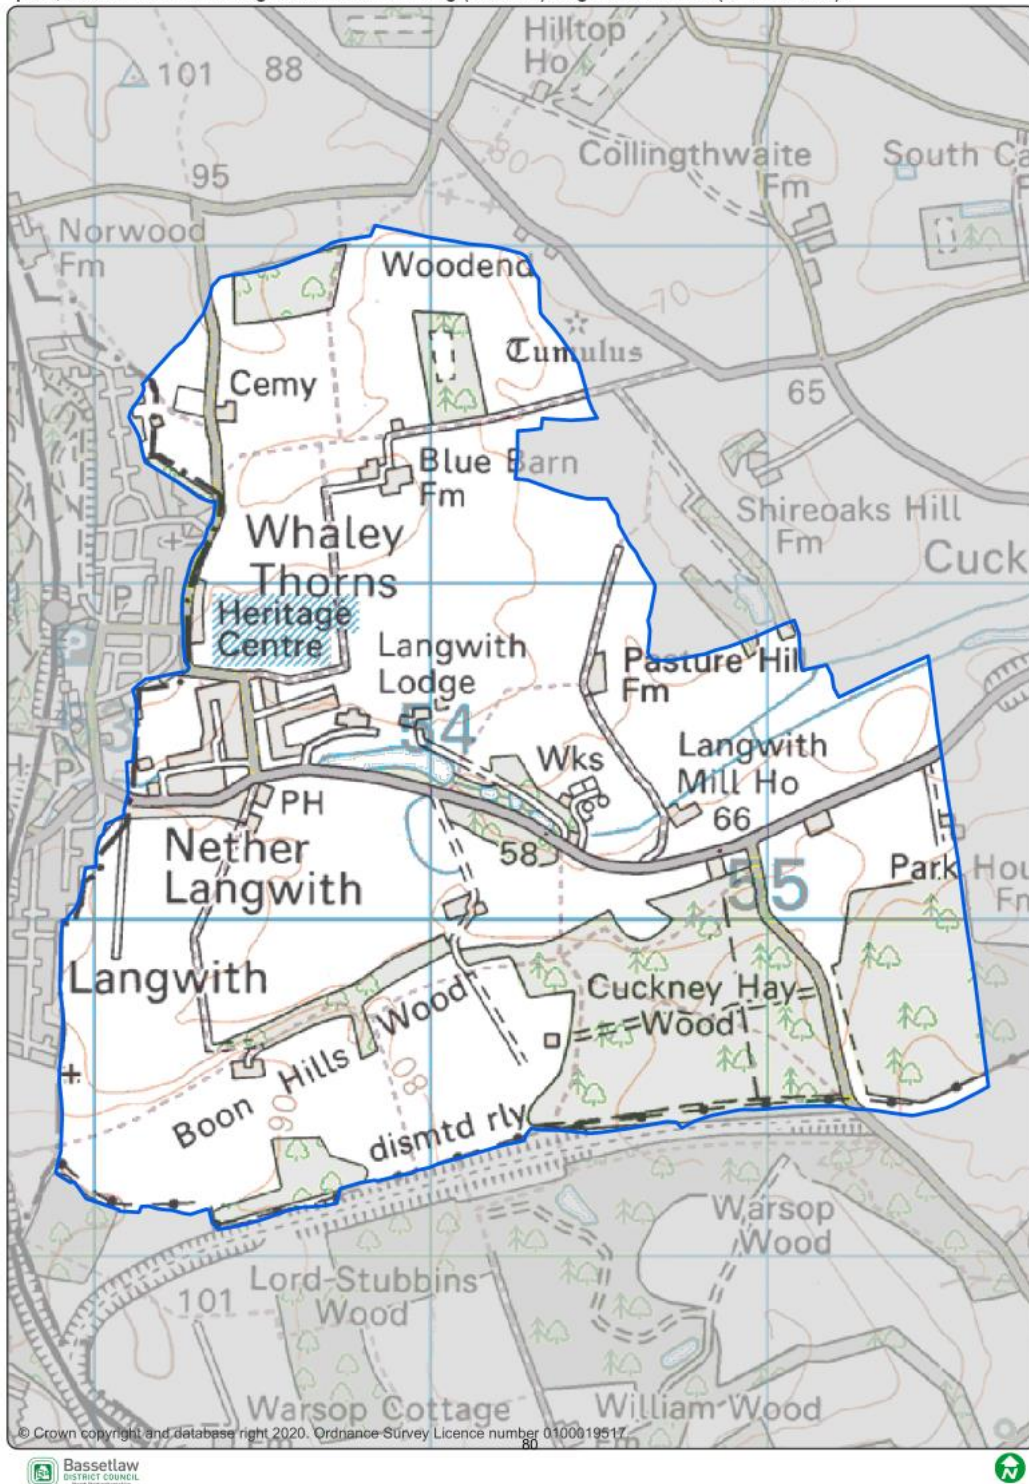 Hilltop
Ho
101
88
Collingthwaite
Fm
South Ca
95
Norwood
Fm
80
Woodend
70
Tumulus
Cemy
65
Blue Barn
Fm
Shireoaks Hill
Fm
Whaley
Thorns
Cuck
P
Heritage
Centre
Langwith
Lodge
Pasture Hill
Fm
54
Wks
Langwith
Mill Ho
P
PH
66
58
Nether
Langwith
55
Park Hou
Fm
Langwith
Cuckney Hay
Wood
Boon Hills Wood
80
90
dismtd rly
Warsop
Wood
Lord Stubbins
Wood
101
Warsop Cottage
Fm
William Wood
Fm
© Crown copyright and database right 2020. Ordnance Survey Licence number 0100019517
80
Bassetlaw
DISTRICT COUNCIL
N